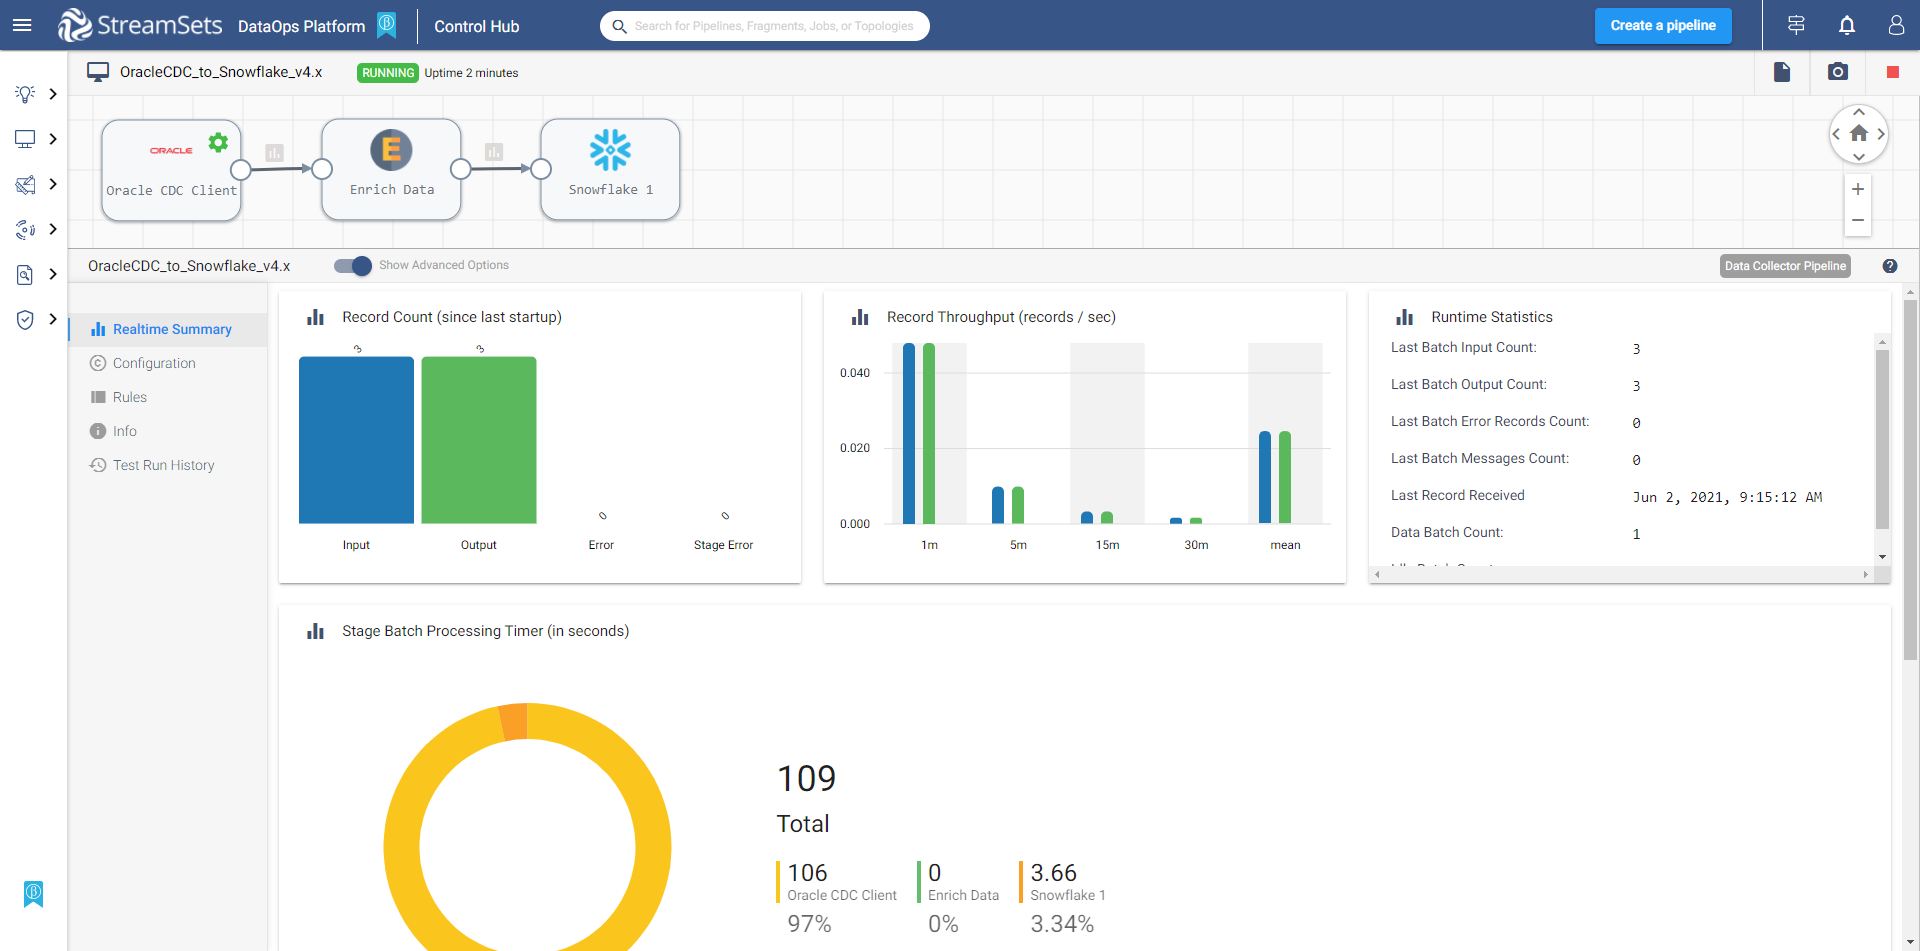 StreamSets DataOps Platform β Control Hub
Search for Pipelines, Fragments, Jobs, or Topologies
Create a pipeline
OracleCDC_to_Snowflake_v4.x RUNNING Uptime 2 minutes
ORACLE
Oracle CDC Client
E
Enrich Data
Snowflake 1
OracleCDC_to_Snowflake_v4.x Show Advanced Options
Data Collector Pipeline
Realtime Summary
Configuration
Rules
Info
Test Run History
Record Count (since last startup)
3 3 0 0
Input Output Error Stage Error
Record Throughput (records / sec)
0.040
0.020
0.000
1m 5m 15m 30m mean
Runtime Statistics
Last Batch Input Count: 3
Last Batch Output Count: 3
Last Batch Error Records Count: 0
Last Batch Messages Count: 0
Last Record Received Jun 2, 2021, 9:15:12 AM
Data Batch Count: 1
Stage Batch Processing Timer (in seconds)
109
Total
106 0 3.66
Oracle CDC Client Enrich Data Snowflake 1
97% 0% 3.34%
β